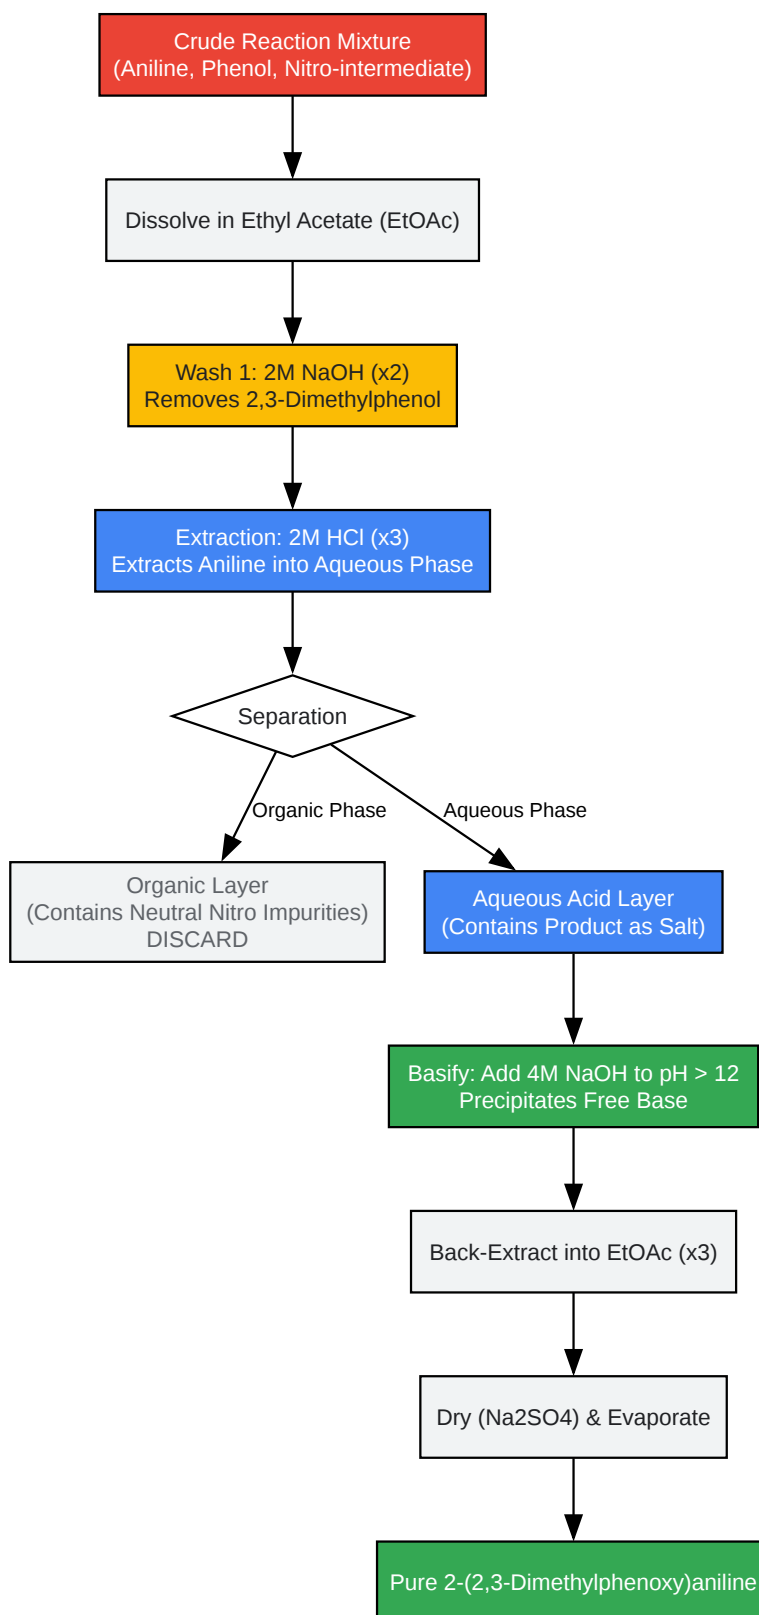 Crude Reaction Mixture
(Aniline, Phenol, Nitro-intermediate)
Dissolve in Ethyl Acetate (EtOAc)
Wash 1: 2M NaOH (x2)
Removes 2,3-Dimethylphenol
Extraction: 2M HCl (x3)
Extracts Aniline into Aqueous Phase
Separation
Organic Phase
Aqueous Phase
Organic Layer
(Contains Neutral Nitro Impurities)
DISCARD
Aqueous Acid Layer
(Contains Product as Salt)
Basify: Add 4M NaOH to pH > 12
Precipitates Free Base
Back-Extract into EtOAc (x3)
Dry (Na2SO4) & Evaporate
Pure 2-(2,3-Dimethylphenoxy)aniline